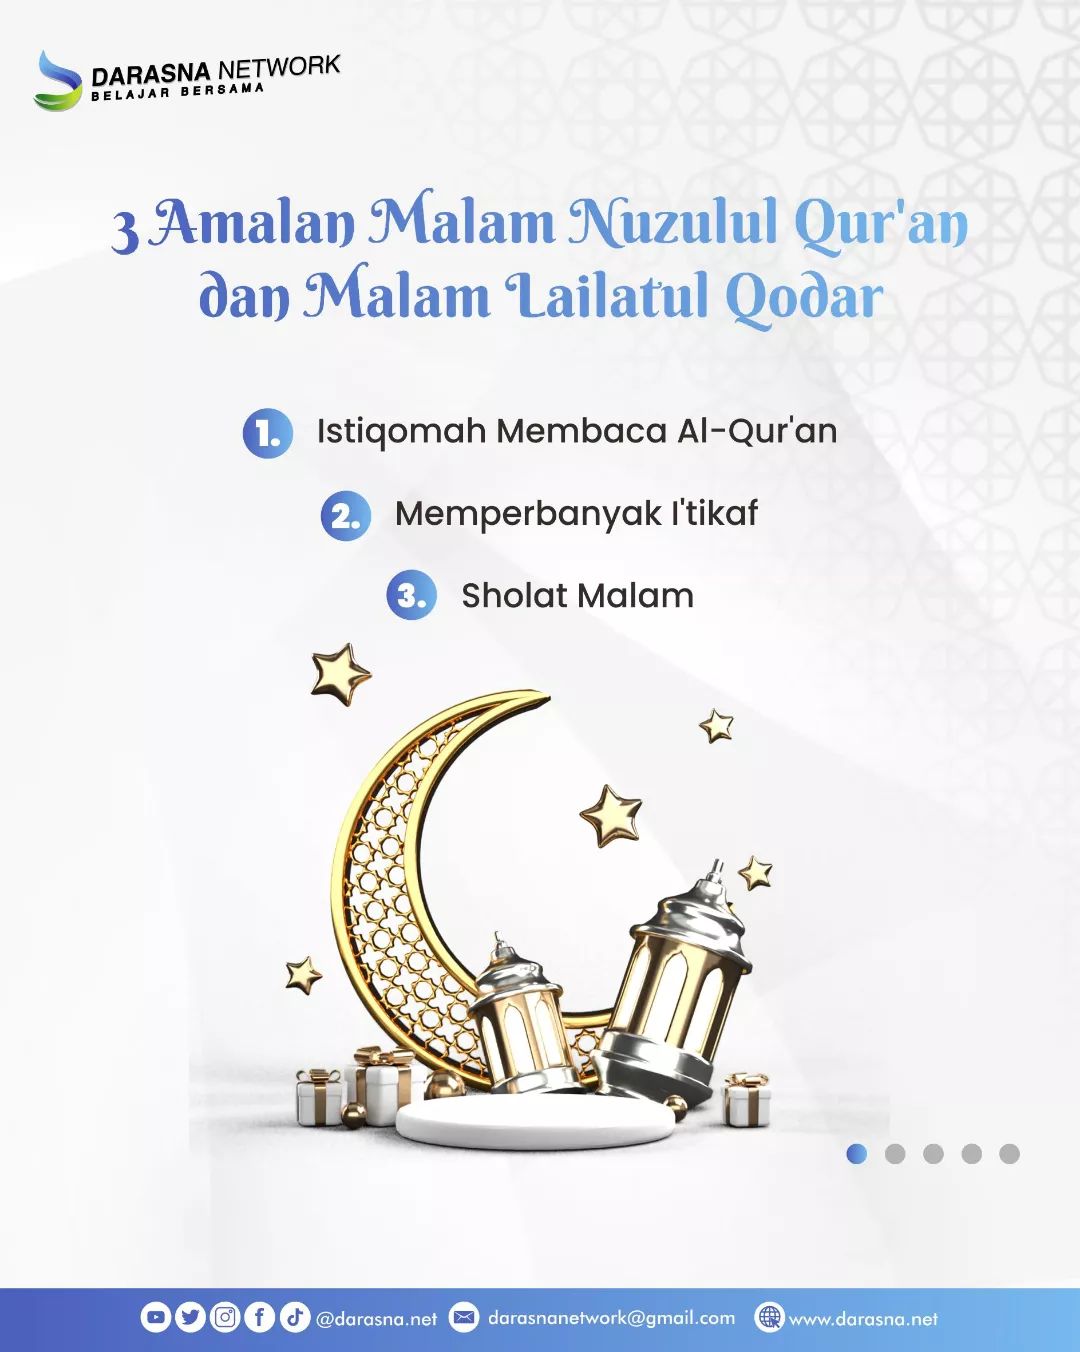 DARASNA NETWORK
BELAJAR BERSAMA
3 Amalan Malam Nuzulul Qur'an
dan Malam Lailatul Qodar
1. Istiqomah Membaca Al-Qur'an
2. Memperbanyak I'tikaf
3. Sholat Malam
@darasna.net darasnanetwork@gmail.com www.darasna.net